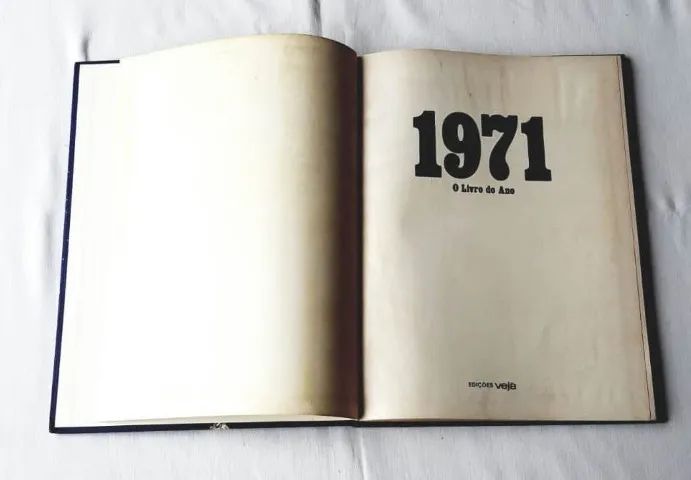 1971
O Livro do Ano
EDIÇÕES veja